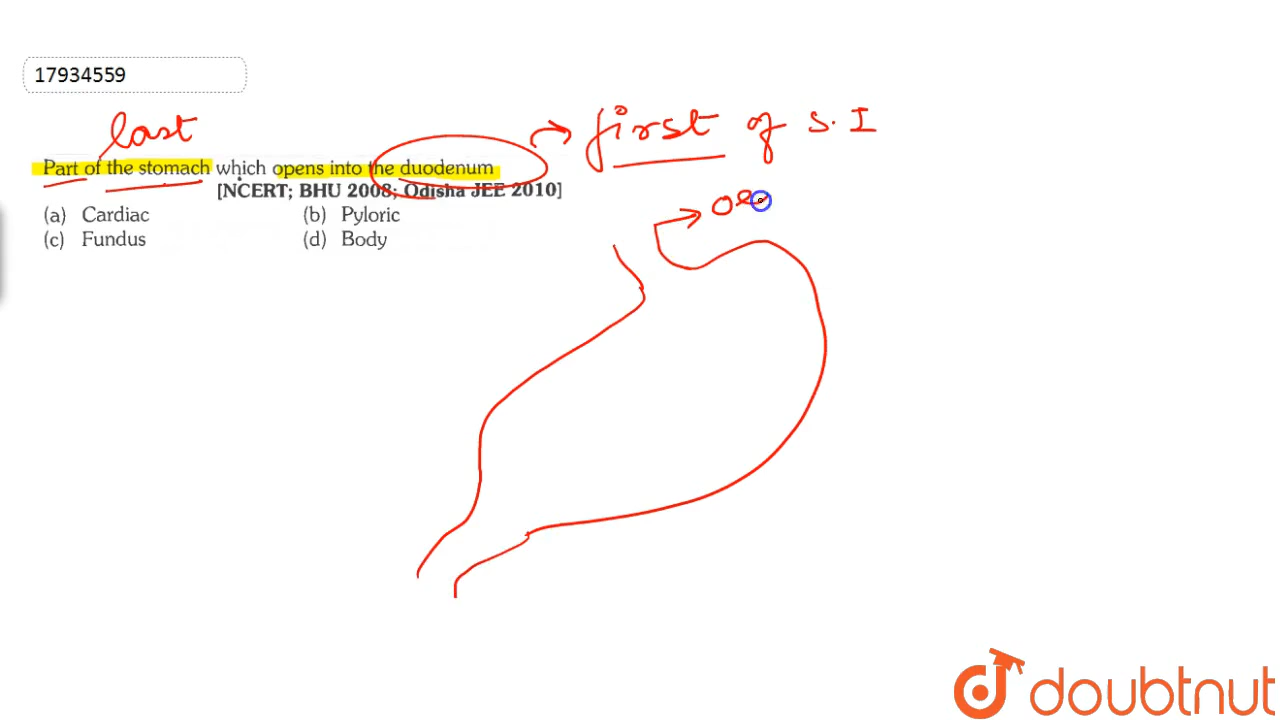 17934559
last
first of S.I
Part of the stomach which opens into the duodenum
[NCERT; BHU 2008; Odisha JEE 2010]
(a) Cardiac (b) Pyloric
(c) Fundus (d) Body
doubtnut